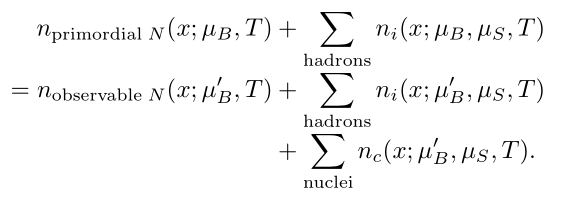 n_{primordial N}(x; μ_B, T) + ∑_{hadrons} n_i(x; μ_B, μ_S, T)
= n_{observable N}(x; μ′_B, T) + ∑_{hadrons} n_i(x; μ′_B, μ_S, T)
+ ∑_{nuclei} n_c(x; μ′_B, μ_S, T).